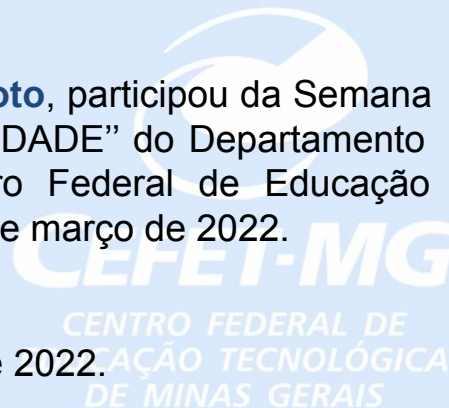 oto, participou da Semana
DADE” do Departamento
ro Federal de Educação
e março de 2022.
CEFET-MG
CENTRO FEDERAL DE
e 2022.
EDUCAÇÃO TECNOLÓGICA
DE MINAS GERAIS